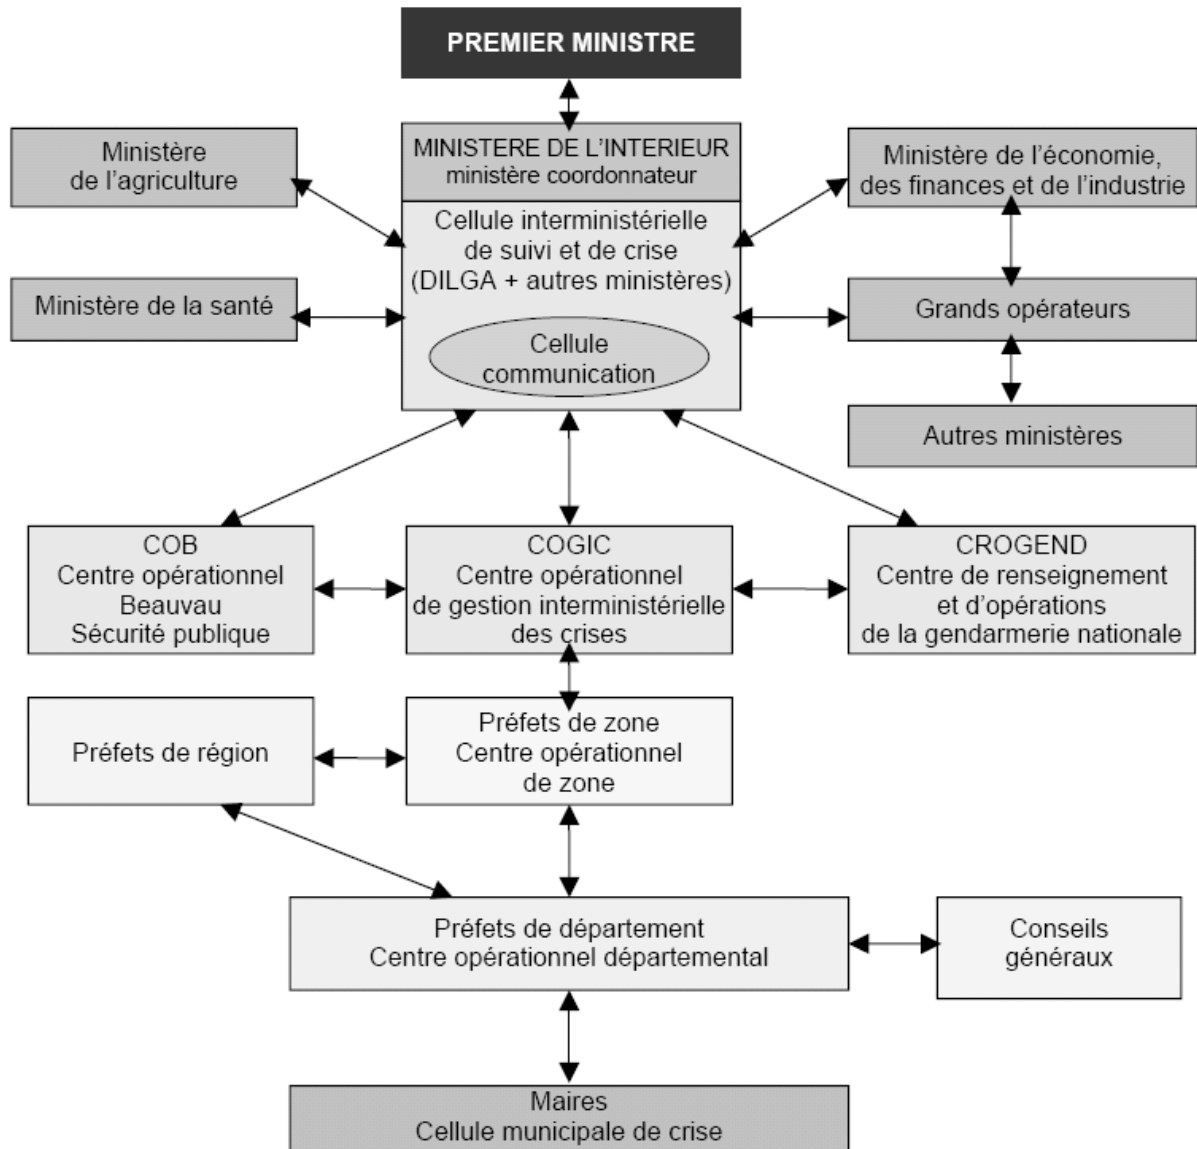 PREMIER MINISTRE
Ministère
de l’agriculture
MINISTERE DE L’INTERIEUR
ministère coordonnateur
Ministère de l’économie,
des finances et de l’industrie
Cellule interministérielle
de suivi et de crise
(DILGA + autres ministères)
Ministère de la santé
Grands opérateurs
Cellule
communication
Autres ministères
COB
Centre opérationnel
Beauvau
Sécurité publique
COGIC
Centre opérationnel
de gestion interministérielle
des crises
CROGEND
Centre de renseignement
et d’opérations
de la gendarmerie nationale
Préfets de région
Préfets de zone
Centre opérationnel
de zone
Préfets de département
Centre opérationnel départemental
Conseils
généraux
Maires
Cellule municipale de crise